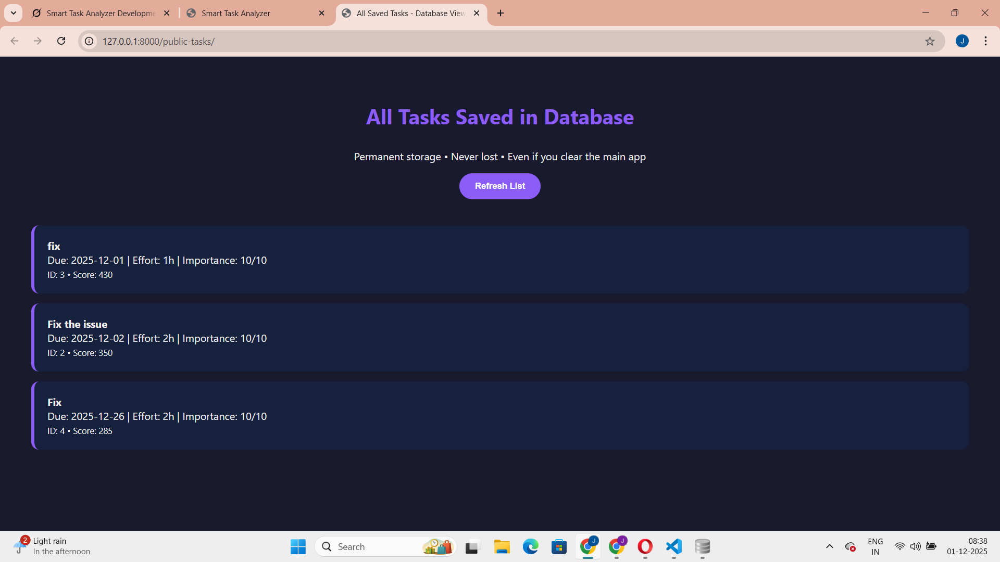 Smart Task Analyzer Developme
Smart Task Analyzer
All Saved Tasks - Database View
127.0.0.1:8000/public-tasks/
J
All Tasks Saved in Database
Permanent storage • Never lost • Even if you clear the main app
Refresh List
fix
Due: 2025-12-01 | Effort: 1h | Importance: 10/10
ID: 3 • Score: 430
Fix the issue
Due: 2025-12-02 | Effort: 2h | Importance: 10/10
ID: 2 • Score: 350
Fix
Due: 2025-12-26 | Effort: 2h | Importance: 10/10
ID: 4 • Score: 285
2
Light rain
In the afternoon
Search
J
J
ENG
IN
08:38
01-12-2025